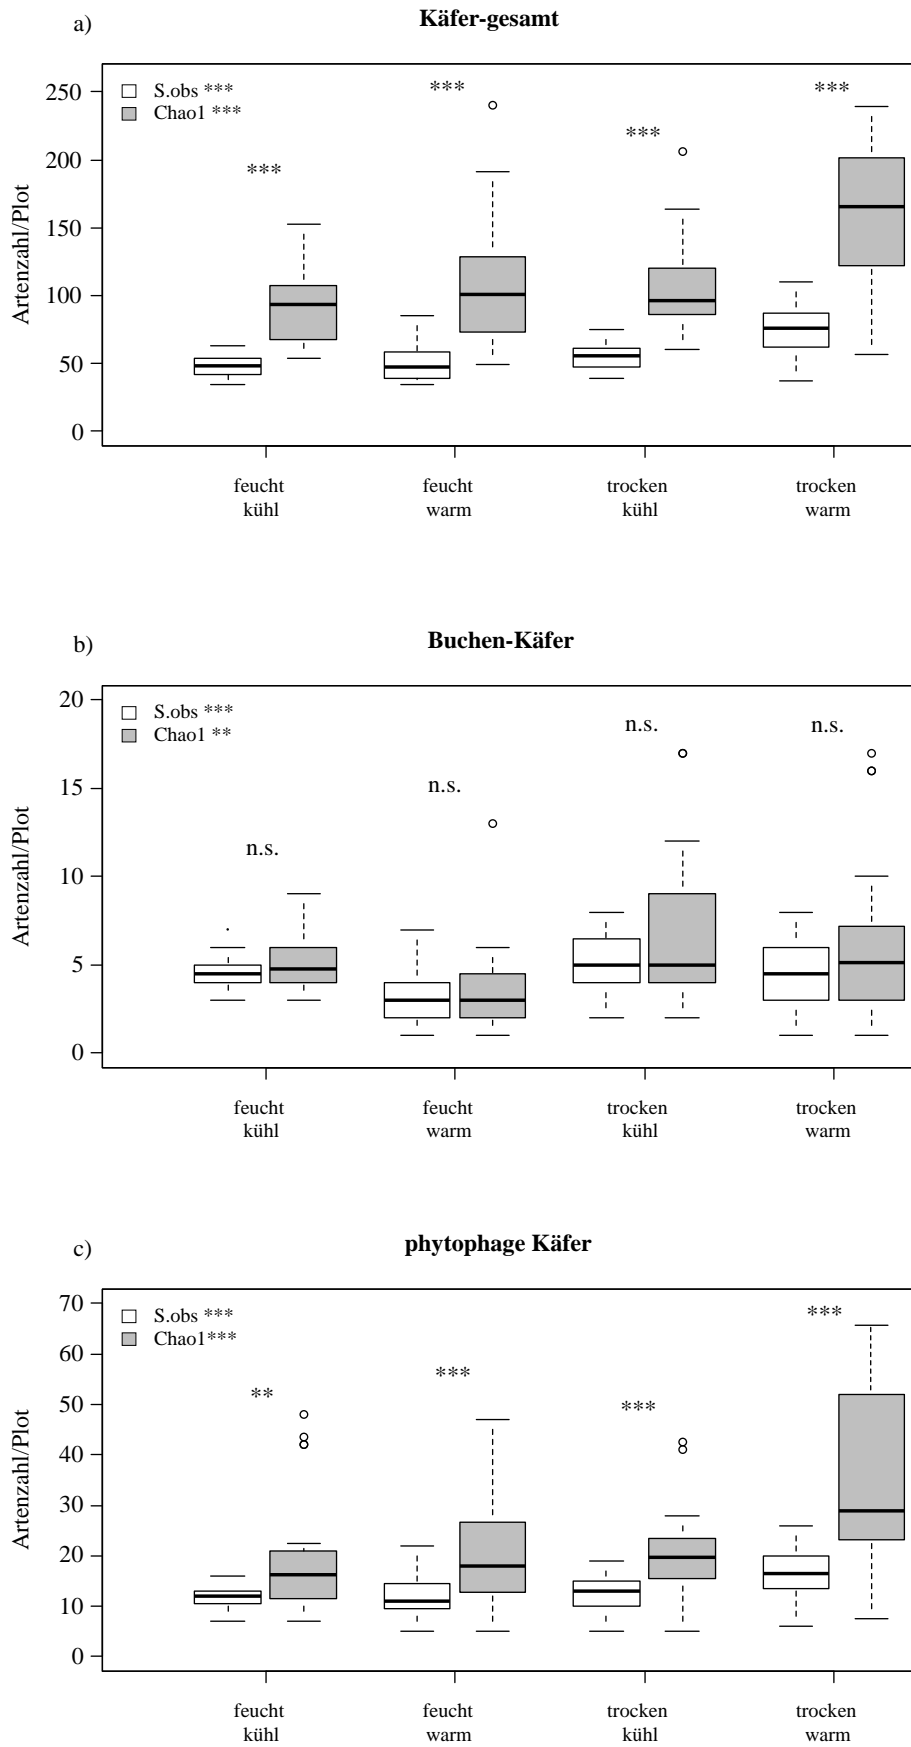 a)
Käfer-gesamt
S.obs ***
Chao1 ***
***
***
***
***
250
200
150
100
50
0
Artenzahl/Plot
feucht
kühl
feucht
warm
trocken
kühl
trocken
warm
b)
Buchen-Käfer
S.obs ***
Chao1 **
n.s.
n.s.
n.s.
n.s.
20
15
10
5
0
Artenzahl/Plot
feucht
kühl
feucht
warm
trocken
kühl
trocken
warm
c)
phytophage Käfer
S.obs ***
Chao1***
**
***
***
***
70
60
50
40
30
20
10
0
Artenzahl/Plot
feucht
kühl
feucht
warm
trocken
kühl
trocken
warm